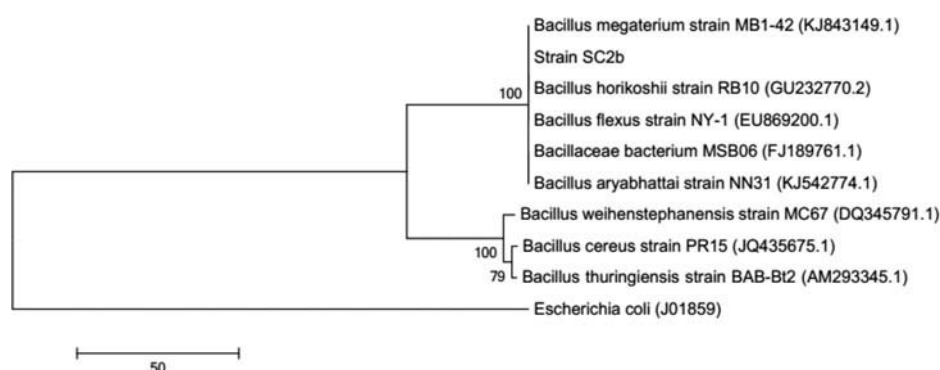 Bacillus megaterium strain MB1-42 (KJ843149.1)
Strain SC2b
100
Bacillus horikoshii strain RB10 (GU232770.2)
Bacillus flexus strain NY-1 (EU869200.1)
Bacillaceae bacterium MSB06 (FJ189761.1)
Bacillus aryabhattai strain NN31 (KJ542774.1)
Bacillus weihenstephanensis strain MC67 (DQ345791.1)
100
Bacillus cereus strain PR15 (JQ435675.1)
79
Bacillus thuringiensis strain BAB-Bt2 (AM293345.1)
Escherichia coli (J01859)
50